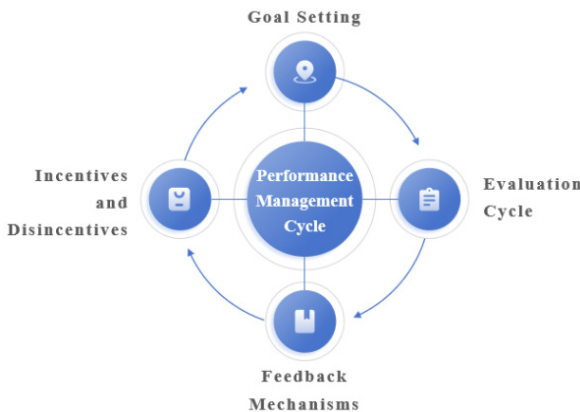 Goal Setting
Performance
Management
Cycle
Incentives
and
Disincentives
Evaluation
Cycle
Feedback
Mechanisms